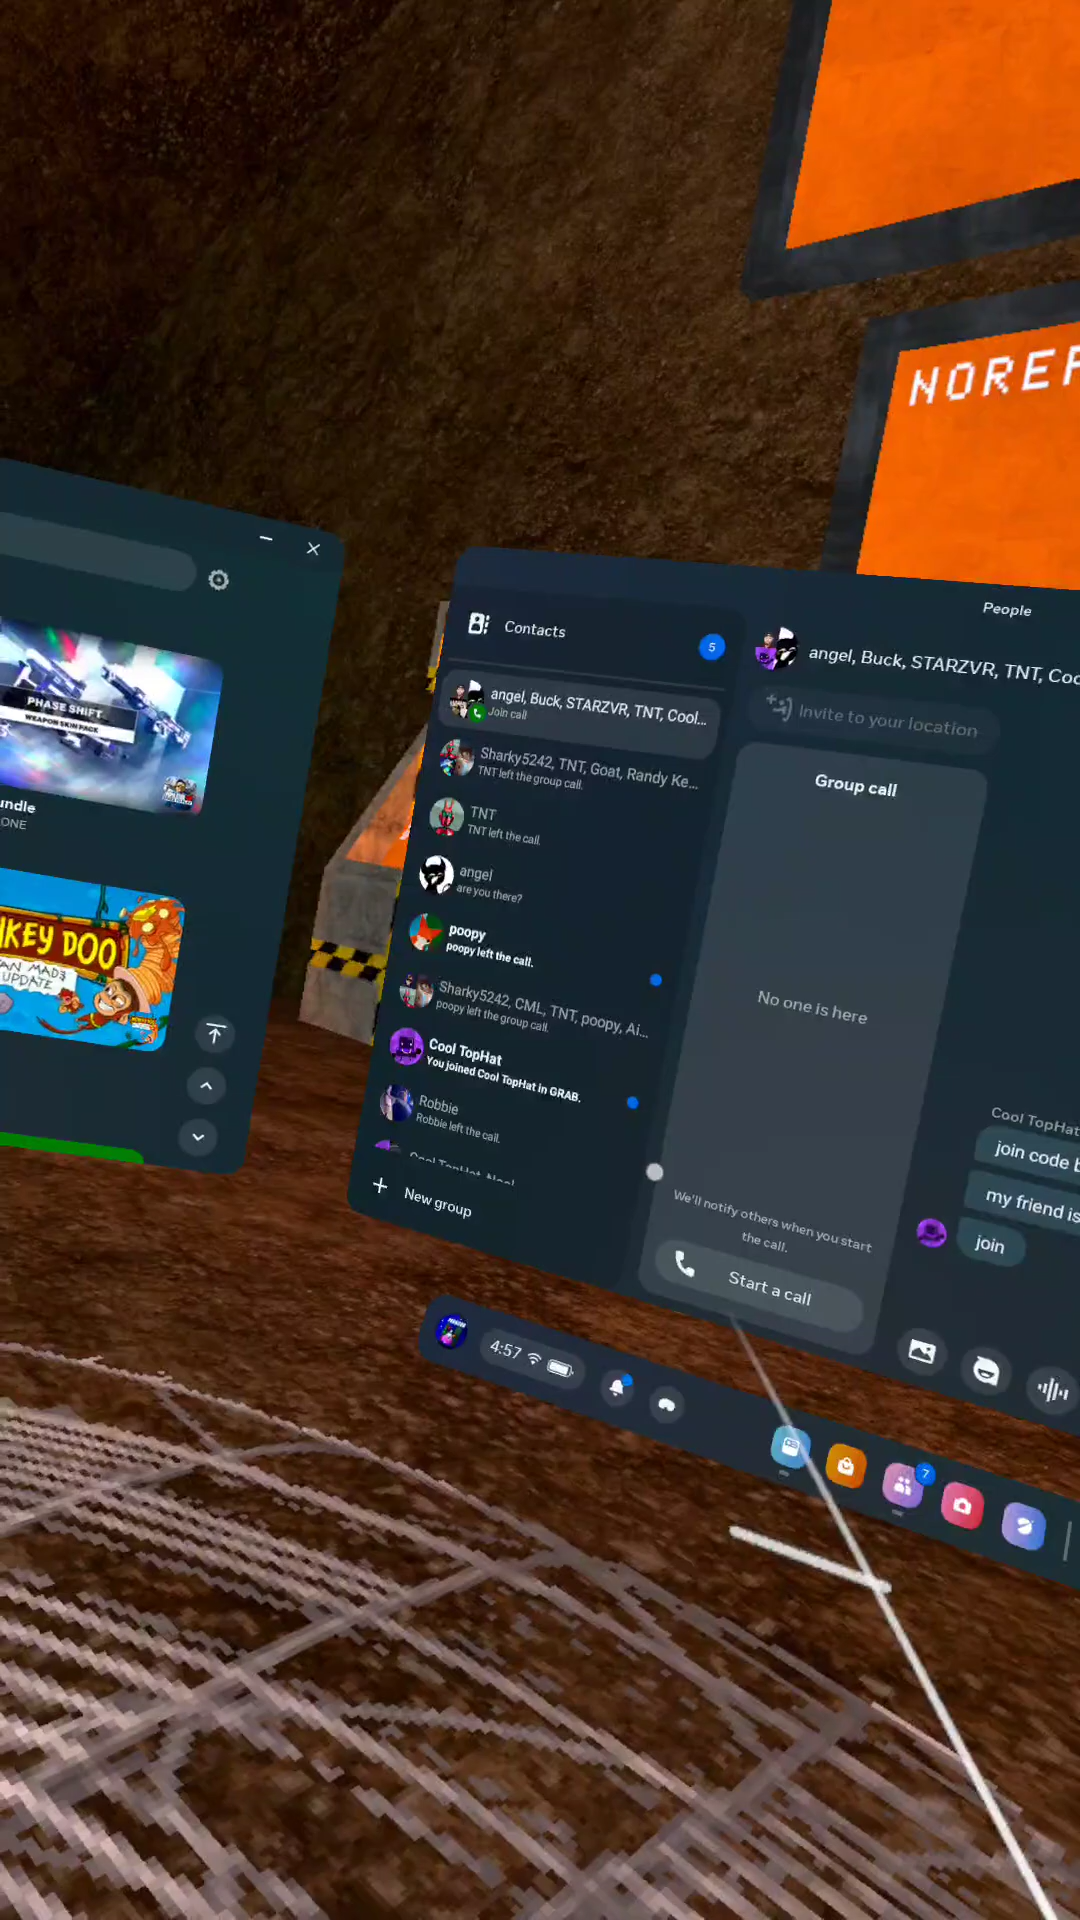 NOREF
PHASE SHIFT
WEAPON SKIN PACK
undle
ONE
KEY DOO
AN MAD3
UPDATE
Contacts
5
angel, Buck, STARZVR, TNT, Cool...
Join call
Sharky5242, TNT, Goat, Randy Ke...
TNT left the group call.
TNT
TNT left the call.
angel
are you there?
poopy
poopy left the call.
Sharky5242, CML, TNT, poopy, Ai...
poopy left the group call.
Cool TopHat
You joined Cool TopHat in GRAB.
Robbie
Robbie left the call.
New group
People
angel, Buck, STARZVR, TNT, Coo
Invite to your location
Group call
No one is here
We'll notify others when you start
the call.
Start a call
Cool TopHat
join code
my friend is
join
4:57
7